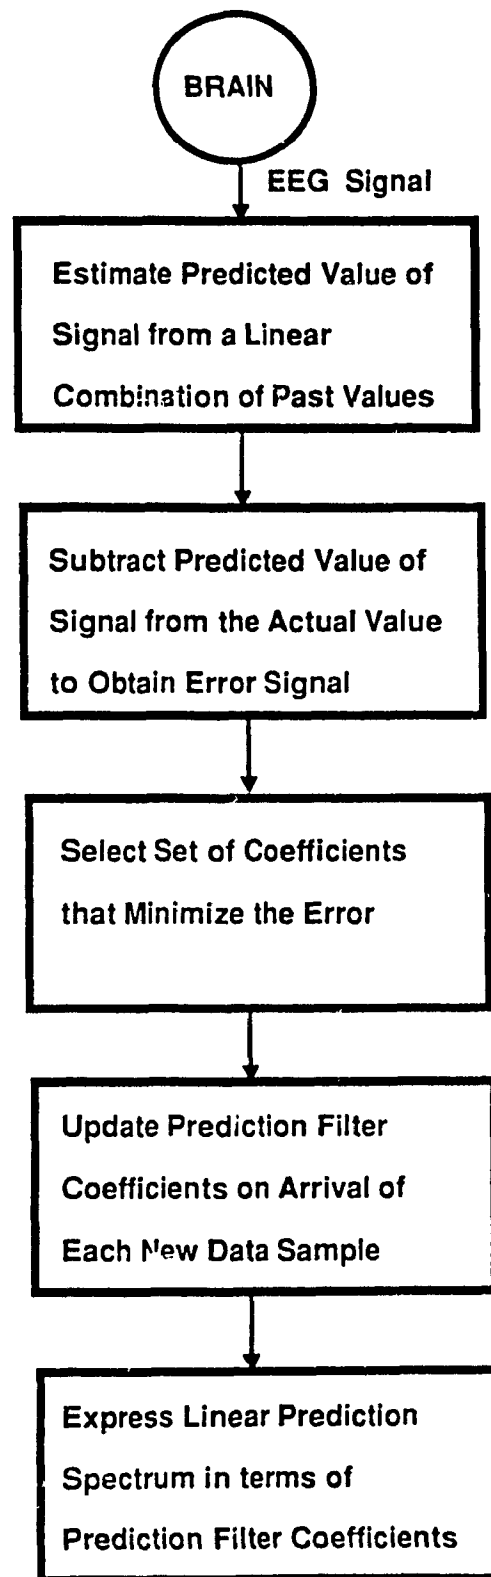 BRAIN
EEG Signal
Estimate Predicted Value of
Signal from a Linear
Combination of Past Values
Subtract Predicted Value of
Signal from the Actual Value
to Obtain Error Signal
Select Set of Coefficients
that Minimize the Error
Update Prediction Filter
Coefficients on Arrival of
Each New Data Sample
Express Linear Prediction
Spectrum in terms of
Prediction Filter Coefficients